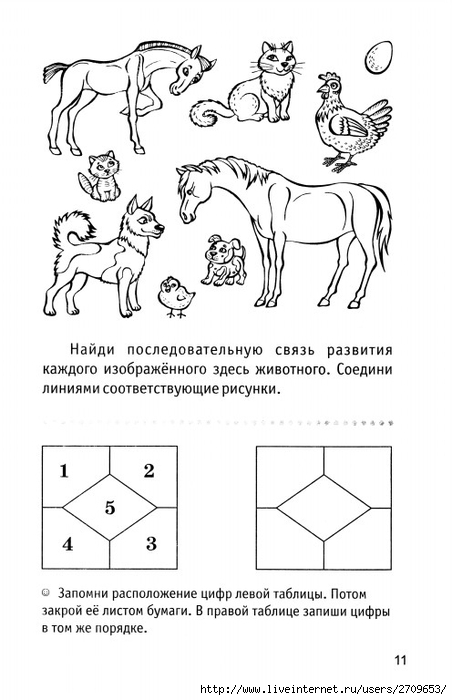 Найди последовательную связь развития
каждого изображённого здесь животного. Соедини
линиями соответствующие рисунки.
1 2
5
4 3
☺ Запомни расположение цифр левой таблицы. Потом
закрой её листом бумаги. В правой таблице запиши цифры
в том же порядке.
11
http://www.liveinternet.ru/users/2709653/